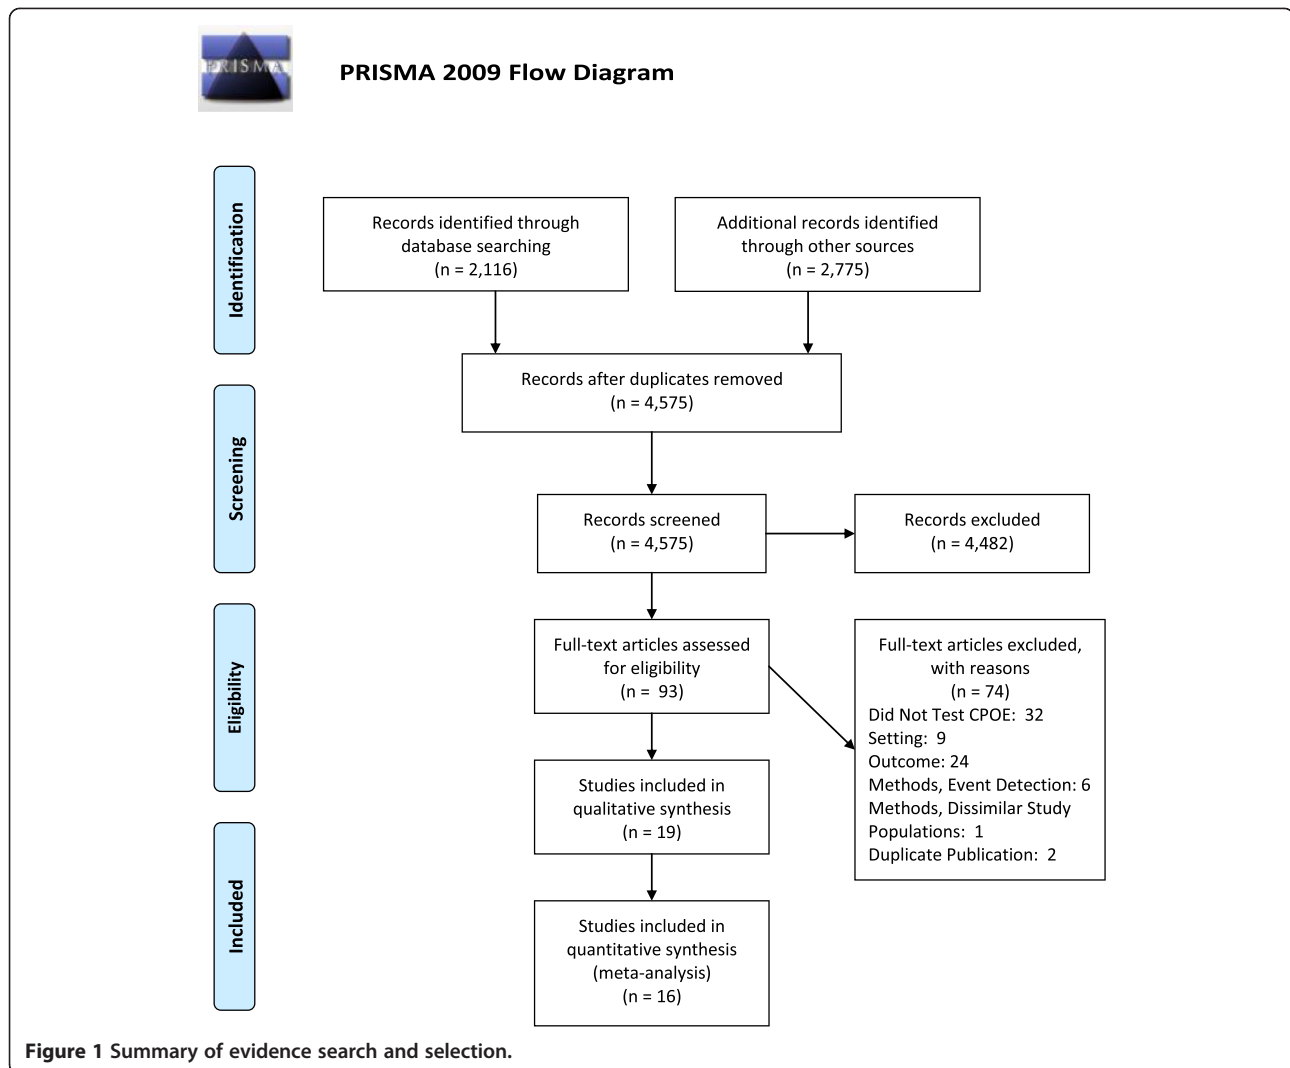 PRISMA
PRISMA 2009 Flow Diagram
Identification
Records identified through
database searching
(n = 2,116)
Additional records identified
through other sources
(n = 2,775)
Records after duplicates removed
(n = 4,575)
Screening
Records screened
(n = 4,575)
Records excluded
(n = 4,482)
Eligibility
Full-text articles assessed
for eligibility
(n = 93)
Full-text articles excluded,
with reasons
(n = 74)
Did Not Test CPOE: 32
Setting: 9
Outcome: 24
Methods, Event Detection: 6
Methods, Dissimilar Study
Populations: 1
Duplicate Publication: 2
Studies included in
qualitative synthesis
(n = 19)
Included
Studies included in
quantitative synthesis
(meta-analysis)
(n = 16)
Figure 1 Summary of evidence search and selection.